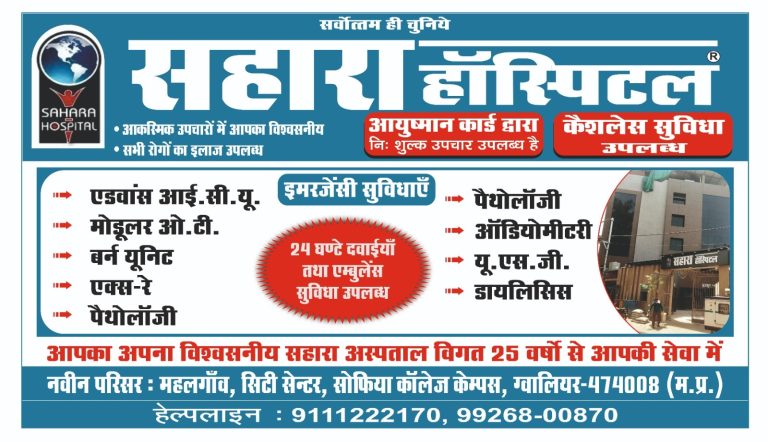 सर्वोत्तम ही चुनिये
सहारा हॉस्पिटल ®
SAHARA
HOSPITAL
• आकस्मिक उपचारों में आपका विश्वसनीय
• सभी रोगों का इलाज उपलब्ध
आयुष्मान कार्ड द्वारा
निः शुल्क उपचार उपलब्ध है
कैशलेस सुविधा
उपलब्ध
इमरजेंसी सुविधाएँ
एडवांस आई.सी.यू.
मोडूलर ओ.टी.
बर्न यूनिट
एक्स-रे
पैथोलॉजी
24 घण्टे दवाईयाँ
तथा एम्बुलेंस
सुविधा उपलब्ध
पैथोलॉजी
ऑडियोमीटरी
यू.एस.जी.
डायलिसिस
सहारा हॉस्पिटल
आपका अपना विश्वसनीय सहारा अस्पताल विगत 25 वर्षो से आपकी सेवा में
नवीन परिसर : महलगाँव, सिटी सेन्टर, सोफिया कॉलेज केम्पस, ग्वालियर-474008 (म.प्र.)
हेल्पलाइन : 9111222170, 99268-00870